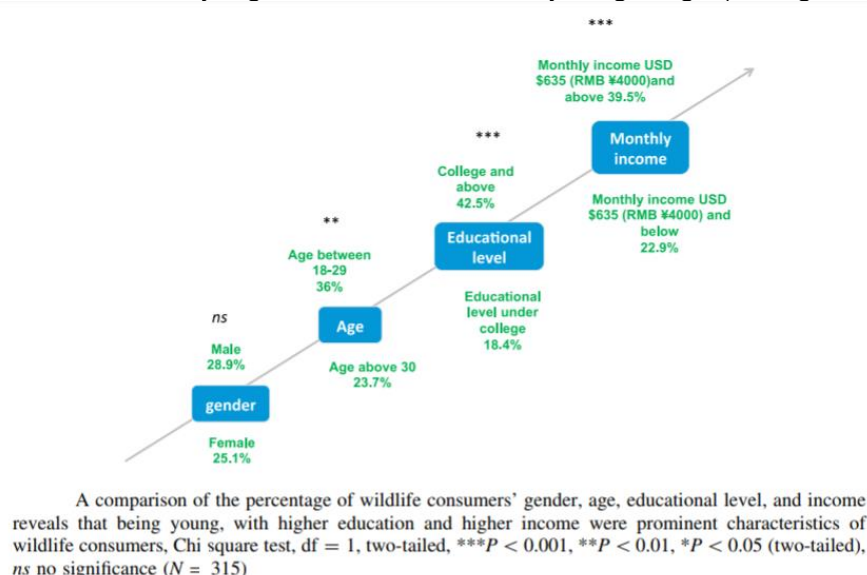 ***
Monthly income USD
$635 (RMB ¥4000)and
above 39.5%
Monthly
income
Monthly income USD
$635 (RMB ¥4000) and
below
22.9%
***
College and
above
42.5%
Educational
level
Educational
level under
college
18.4%
**
Age between
18-29
36%
Age
Age above 30
23.7%
ns
Male
28.9%
gender
Female
25.1%
A comparison of the percentage of wildlife consumers’ gender, age, educational level, and income
reveals that being young, with higher education and higher income were prominent characteristics of
wildlife consumers, Chi square test, df = 1, two-tailed, ***P < 0.001, **P < 0.01, *P < 0.05 (two-tailed),
ns no significance (N = 315)